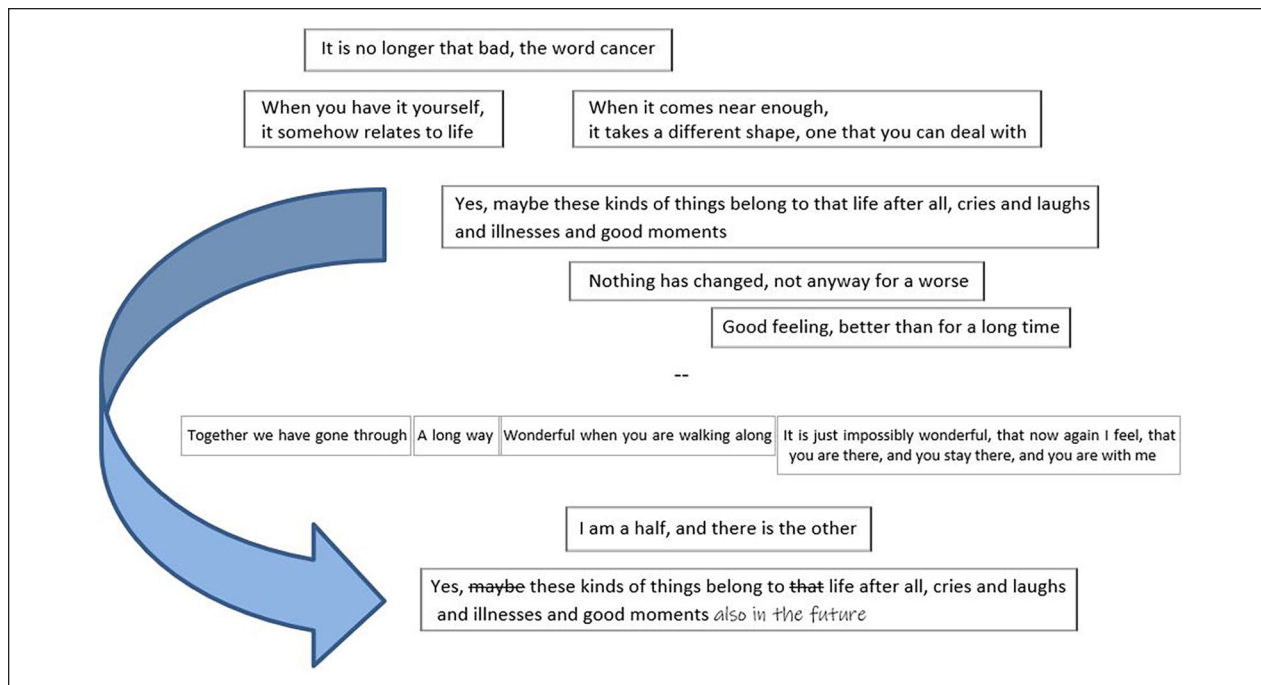 It is no longer that bad, the word cancer
When you have it yourself,
it somehow relates to life
When it comes near enough,
it takes a different shape, one that you can deal with
Yes, maybe these kinds of things belong to that life after all, cries and laughs
and illnesses and good moments
Nothing has changed, not anyway for a worse
Good feeling, better than for a long time
--
Together we have gone through
A long way
Wonderful when you are walking along
It is just impossibly wonderful, that now again I feel, that
you are there, and you stay there, and you are with me
I am a half, and there is the other
Yes, maybe these kinds of things belong to that life after all, cries and laughs
and illnesses and good moments also in the future